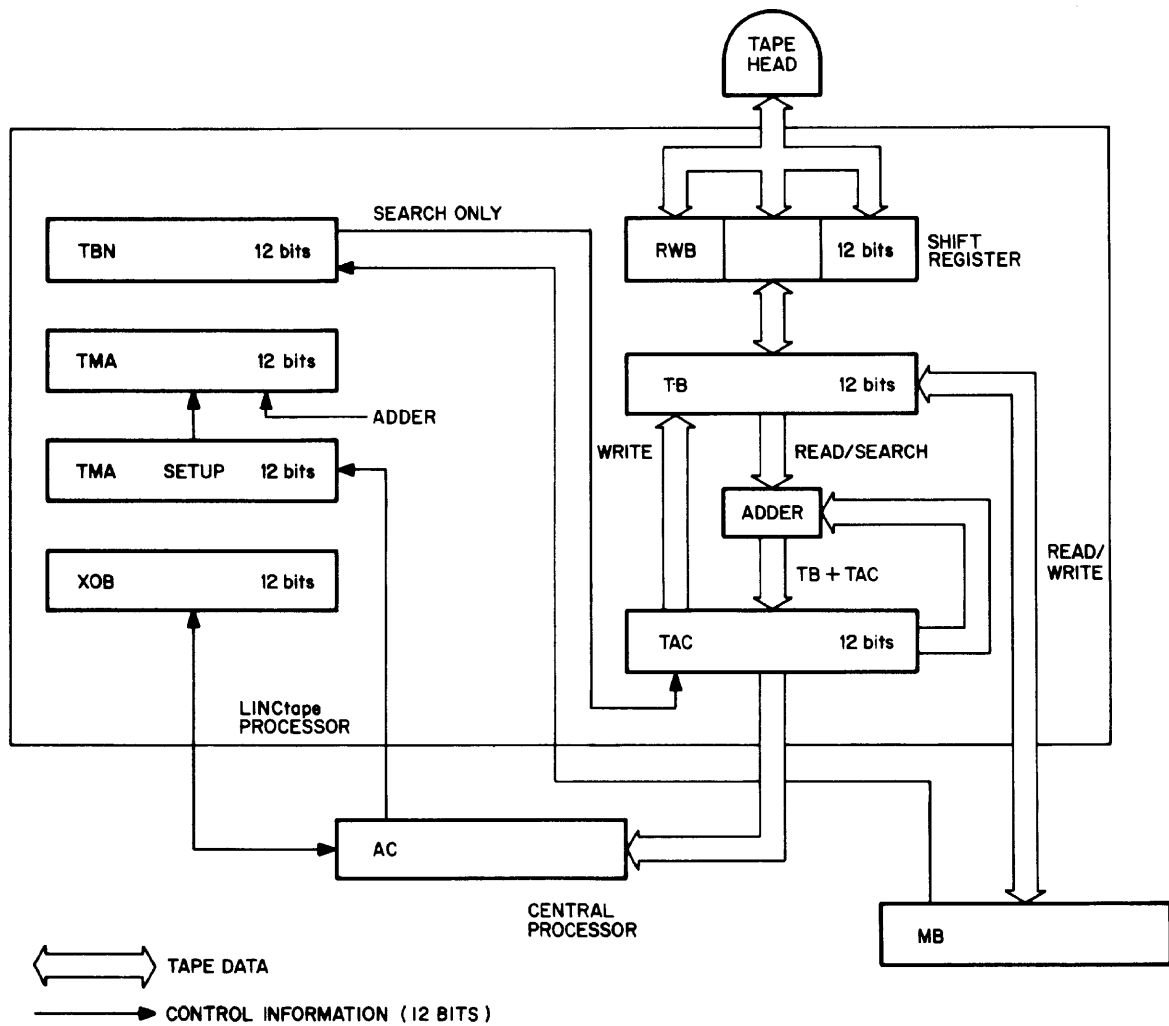 TAPE
HEAD
SEARCH ONLY
TBN 12 bits
RWB 12 bits
SHIFT
REGISTER
TMA 12 bits
ADDER
TB 12 bits
WRITE
READ/SEARCH
TMA SETUP 12 bits
ADDER
READ/
WRITE
XOB 12 bits
TB + TAC
TAC 12 bits
LINCtape
PROCESSOR
AC
CENTRAL
PROCESSOR
MB
TAPE DATA
CONTROL INFORMATION (12 BITS)